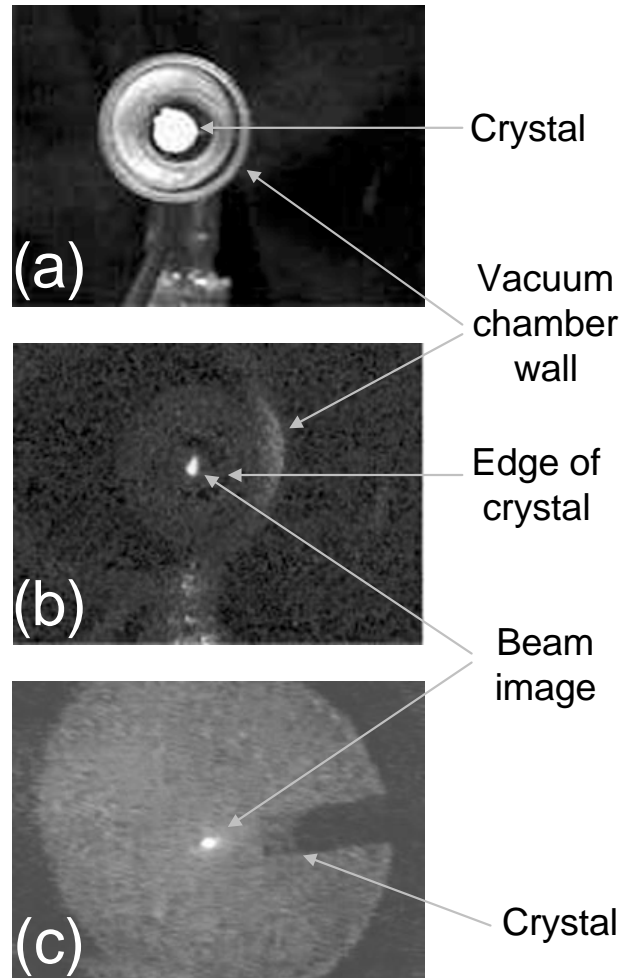 (a)
Crystal
Vacuum
chamber
wall
(b)
Edge of
crystal
Beam
image
(c)
Crystal